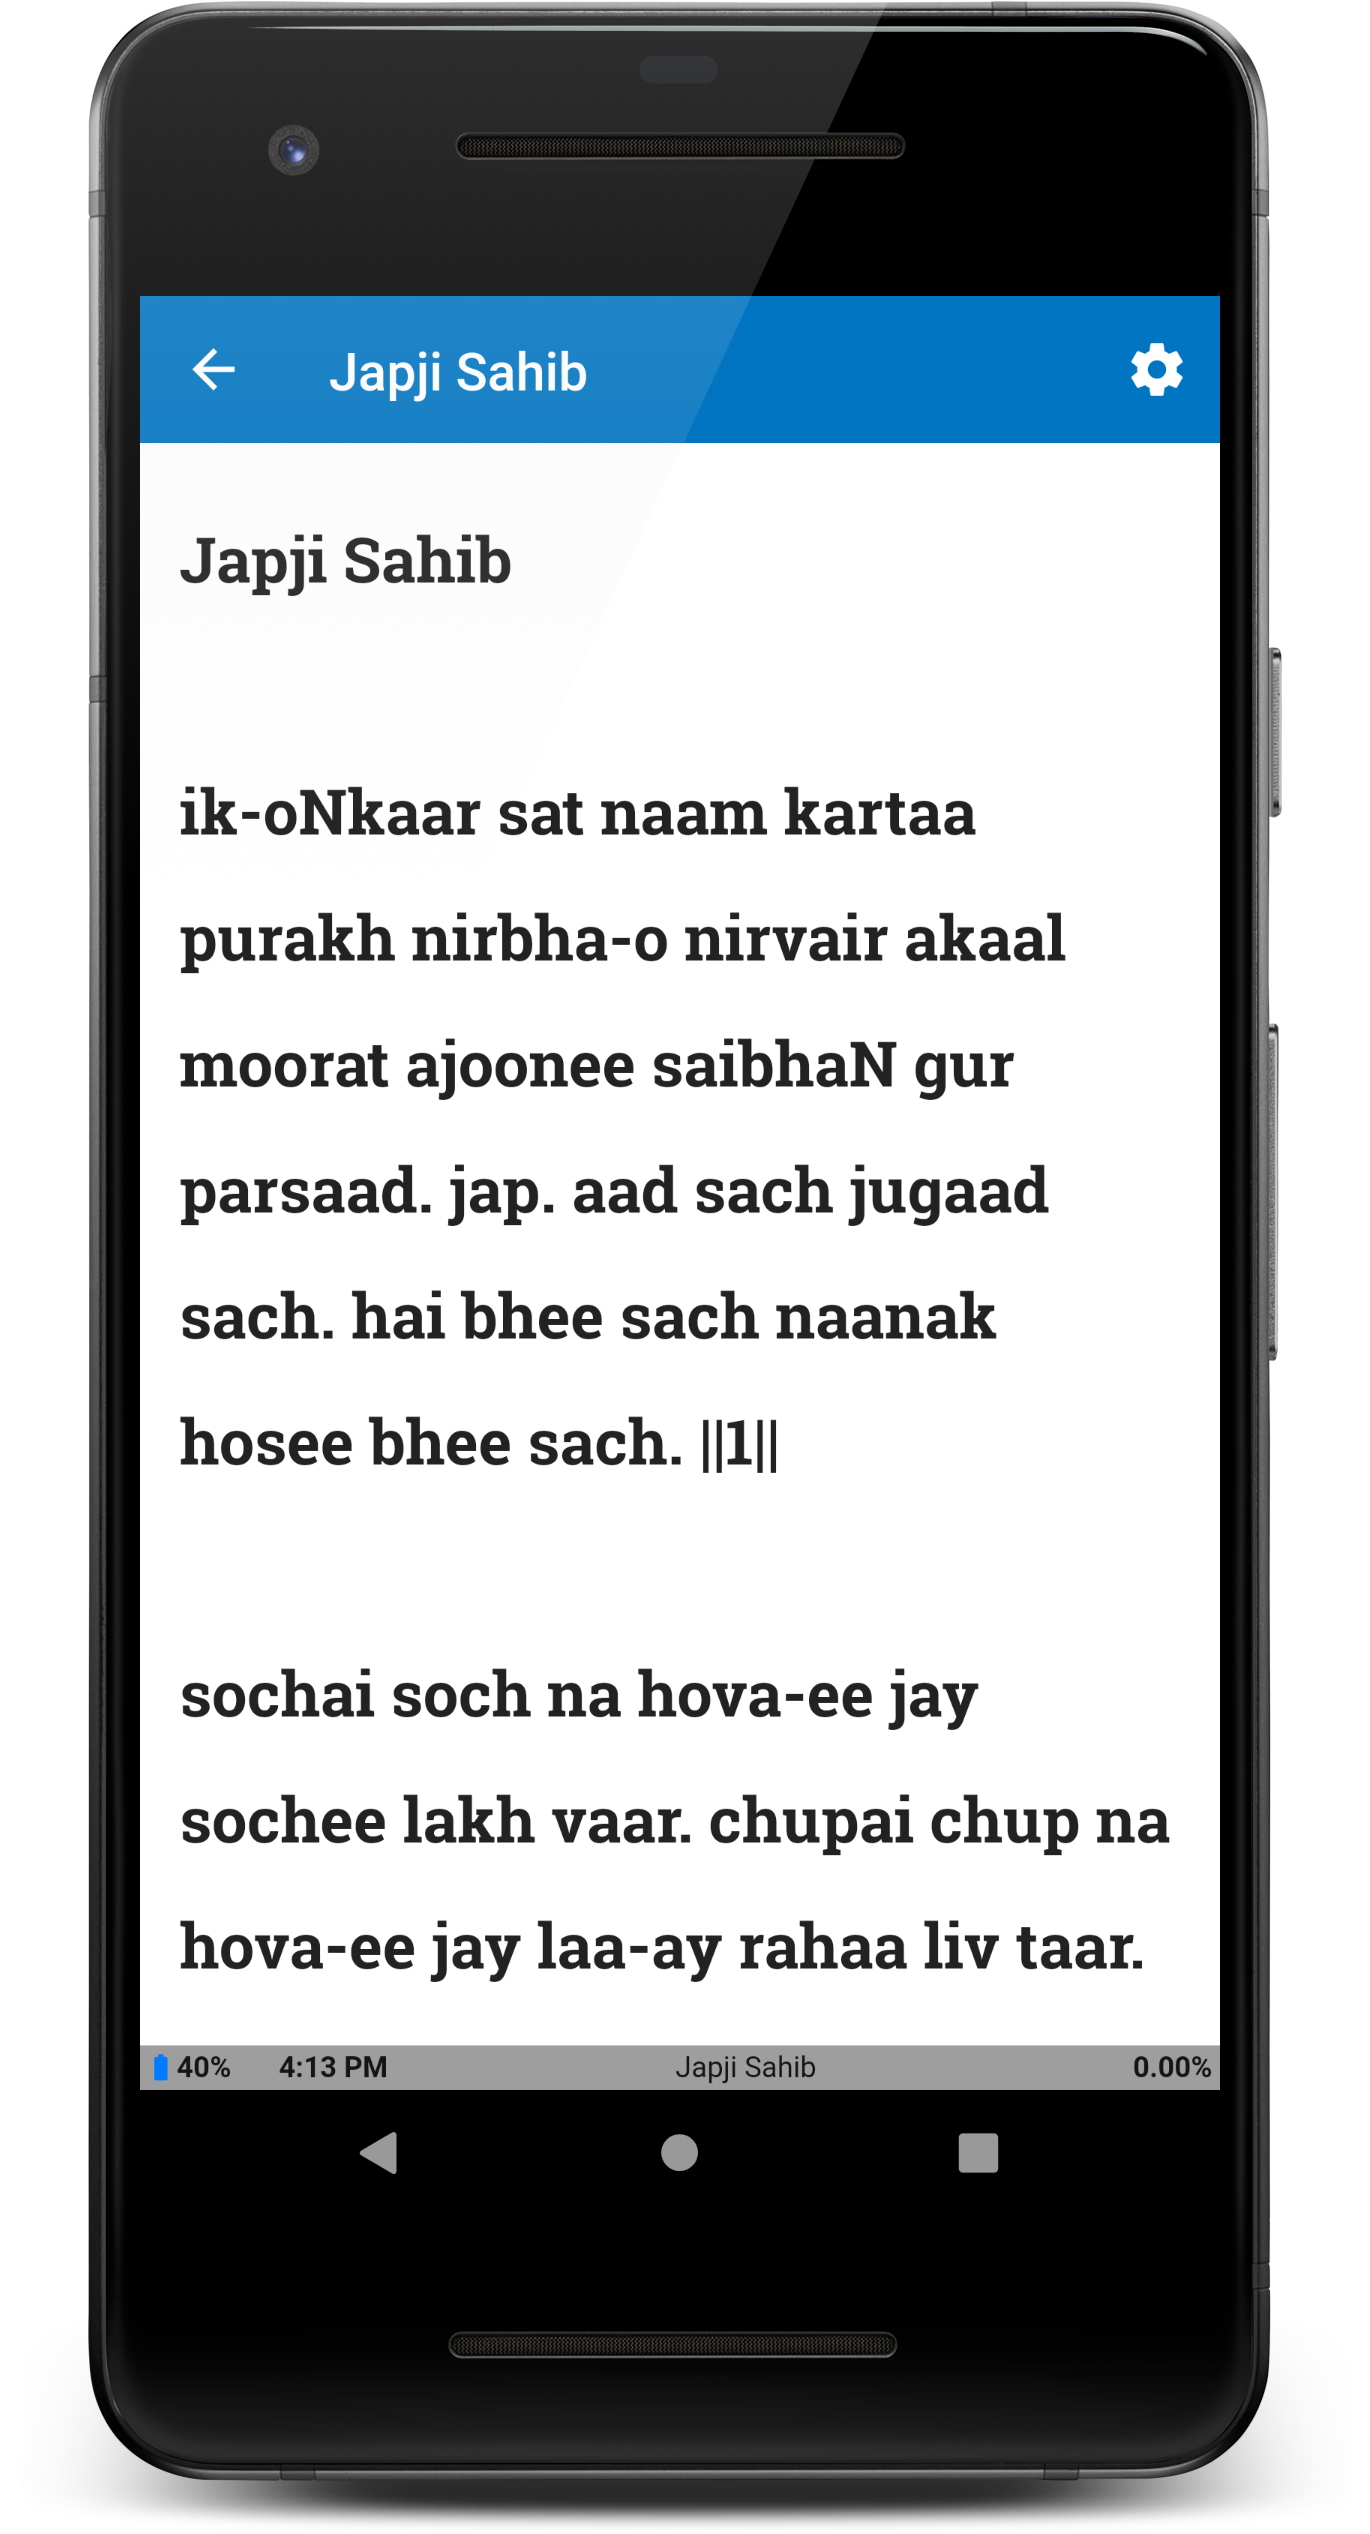 Japji Sahib
Japji Sahib
ik-oNkaar sat naam kartaa
purakh nirbha-o nirvair akaal
moorat ajoonee saibhaN gur
parsaad. jap. aad sach jugaad
sach. hai bhee sach naanak
hosee bhee sach. ||1||
sochai soch na hova-ee jay
sochee lakh vaar. chupai chup na
hova-ee jay laa-ay rahaa liv taar.
40% 4:13 PM Japji Sahib 0.00%